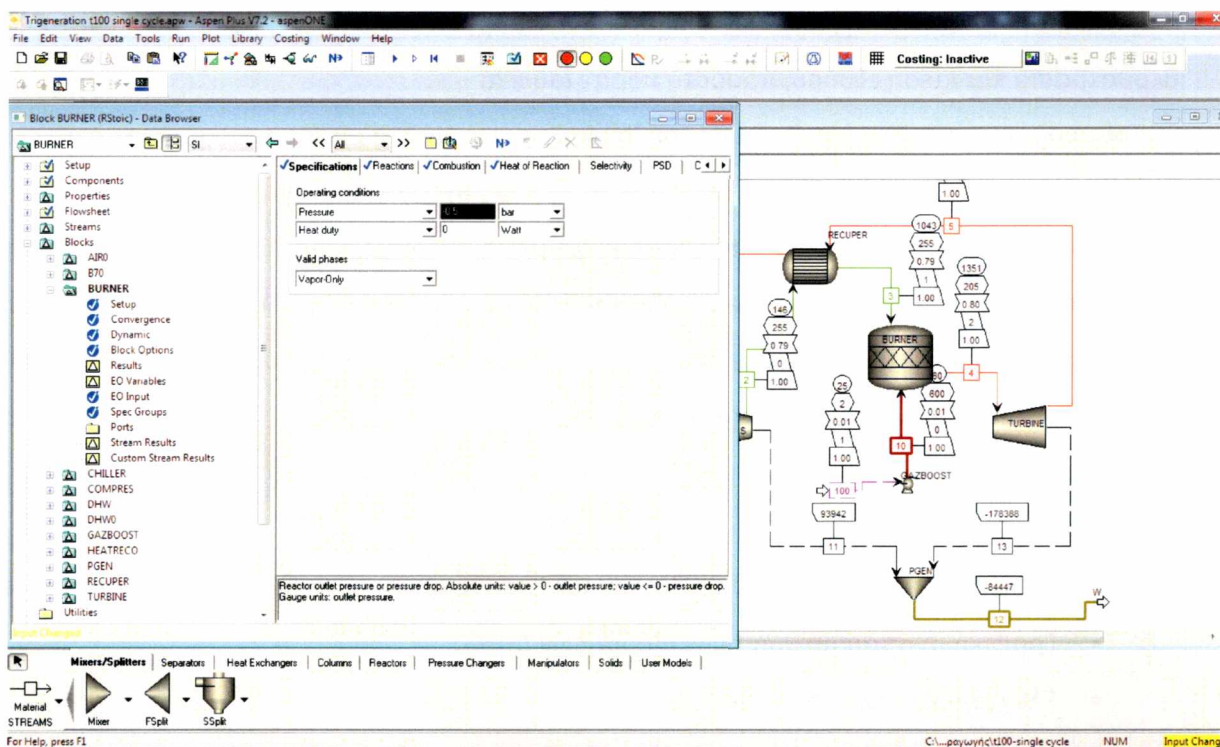 Trigeneration t100 single cycle.apw - Aspen Plus V7.2 - aspenONE
File Edit View Data Tools Run Plot Library Costing Window Help
Costing: Inactive
Block BURNER (RStoic) - Data Browser
BURNER SI << All >> N>
Setup
Components
Properties
Flowsheet
Streams
Blocks
AIR0
B70
BURNER
Setup
Convergence
Dynamic
Block Options
Results
EO Variables
EO Input
Spec Groups
Ports
Stream Results
Custom Stream Results
CHILLER
COMPRES
DHW
DHW0
GAZBOOST
HEATRECO
PGEN
RECUPER
TURBINE
Utilities
Input Changed
Specifications Reactions Combustion Heat of Reaction Selectivity PSD
Operating conditions
Pressure -0.5 bar
Heat duty 0 Watt
Valid phases
Vapor-Only
Reactor outlet pressure or pressure drop. Absolute units: value > 0 - outlet pressure; value <= 0 - pressure drop.
Gauge units: outlet pressure.
1.00
5
RECUPER
1043
255
0.79
1
1.00
3
1351
205
0.80
2
1.00
4
146
255
0.79
0
1.00
2
BURNER
25
2
0.01
1
1.00
100
600
0.01
0
1.00
10
GAZBOOST
TURBINE
93942
11
-178388
13
PGEN
-84447
12
W
Mixers/Splitters Separators Heat Exchangers Columns Reactors Pressure Changers Manipulators Solids User Models
Material
STREAMS Mixer FSplit SSplit
For Help, press F1
C:\...ραγωγής\t100-single cycle NUM Input Chang